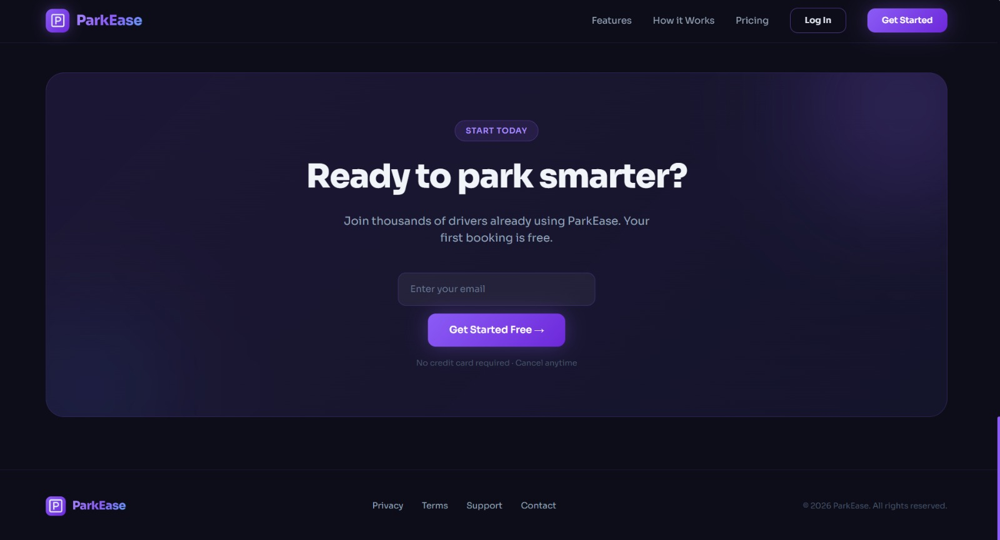 P ParkEase
Features How it Works Pricing Log In Get Started
START TODAY
Ready to park smarter?
Join thousands of drivers already using ParkEase. Your
first booking is free.
Enter your email
Get Started Free →
No credit card required · Cancel anytime
P ParkEase
Privacy Terms Support Contact
© 2026 ParkEase. All rights reserved.